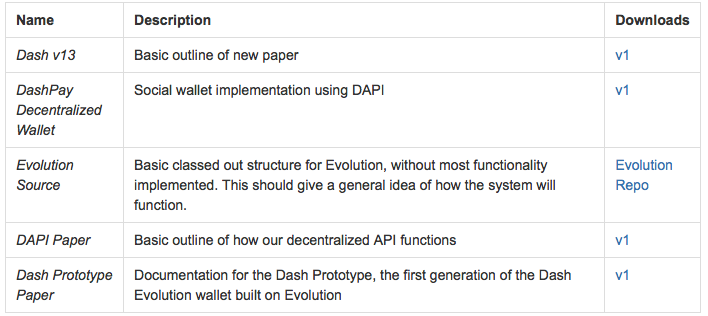 Name Description Downloads
Dash v13 Basic outline of new paper v1
DashPay Social wallet implementation using DAPI v1
Decentralized
Wallet
Evolution Basic classed out structure for Evolution, without most functionality Evolution
Source implemented. This should give a general idea of how the system will Repo
function.
DAPI Paper Basic outline of how our decentralized API functions v1
Dash Prototype Documentation for the Dash Prototype, the first generation of the Dash v1
Paper Evolution wallet built on Evolution